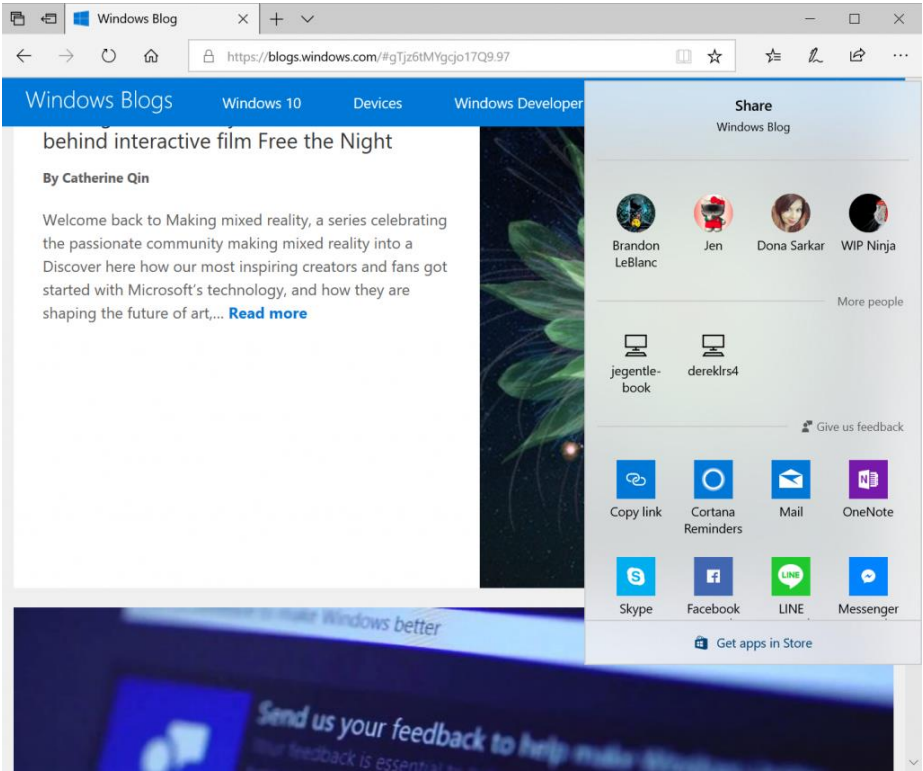 Windows Blog
https://blogs.windows.com/#gTjz6tMYgcjo17Q9.97
Windows Blogs
Windows 10
Devices
Windows Developer
behind interactive film Free the Night
By Catherine Qin
Welcome back to Making mixed reality, a series celebrating
the passionate community making mixed reality into a
Discover here how our most inspiring creators and fans got
started with Microsoft's technology, and how they are
shaping the future of art,... Read more
Share
Windows Blog
Brandon
LeBlanc
Jen
Dona Sarkar
WIP Ninja
More people
jegentle-
book
dereklrs4
Give us feedback
Copy link
Cortana
Reminders
Mail
N
OneNote
S
Skype
f
Facebook
LINE
LINE
Messenger
Get apps in Store
to make Windows better
Send us your feedback to help make Windows
Your feedback is essential to